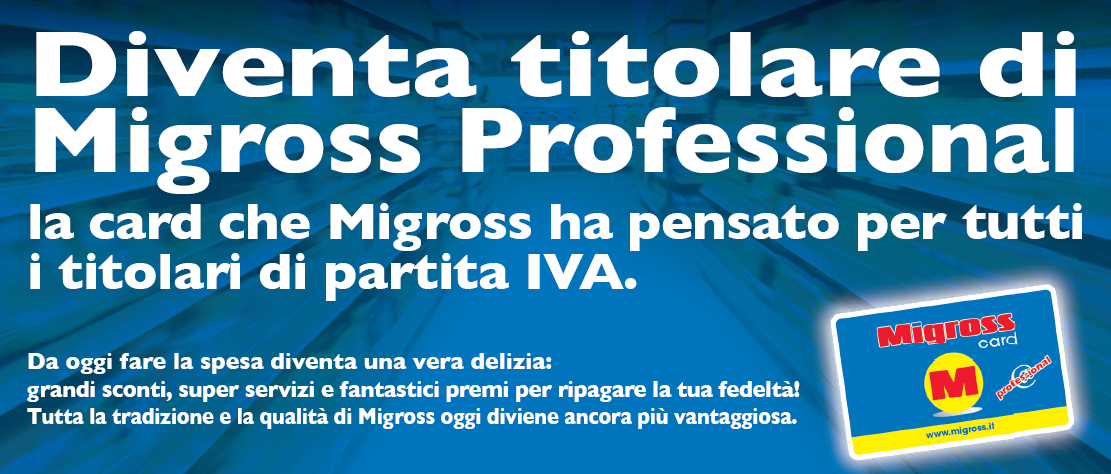 Diventa titolare di
Migross Professional
la card che Migross ha pensato per tutti
i titolari di partita IVA.
Da oggi fare la spesa diventa una vera delizia:
grandi sconti, super servizi e fantastici premi per ripagare la tua fedeltà!
Tutta la tradizione e la qualità di Migross oggi diviene ancora più vantaggiosa.
Migross
card
M
professional
www.migross.it